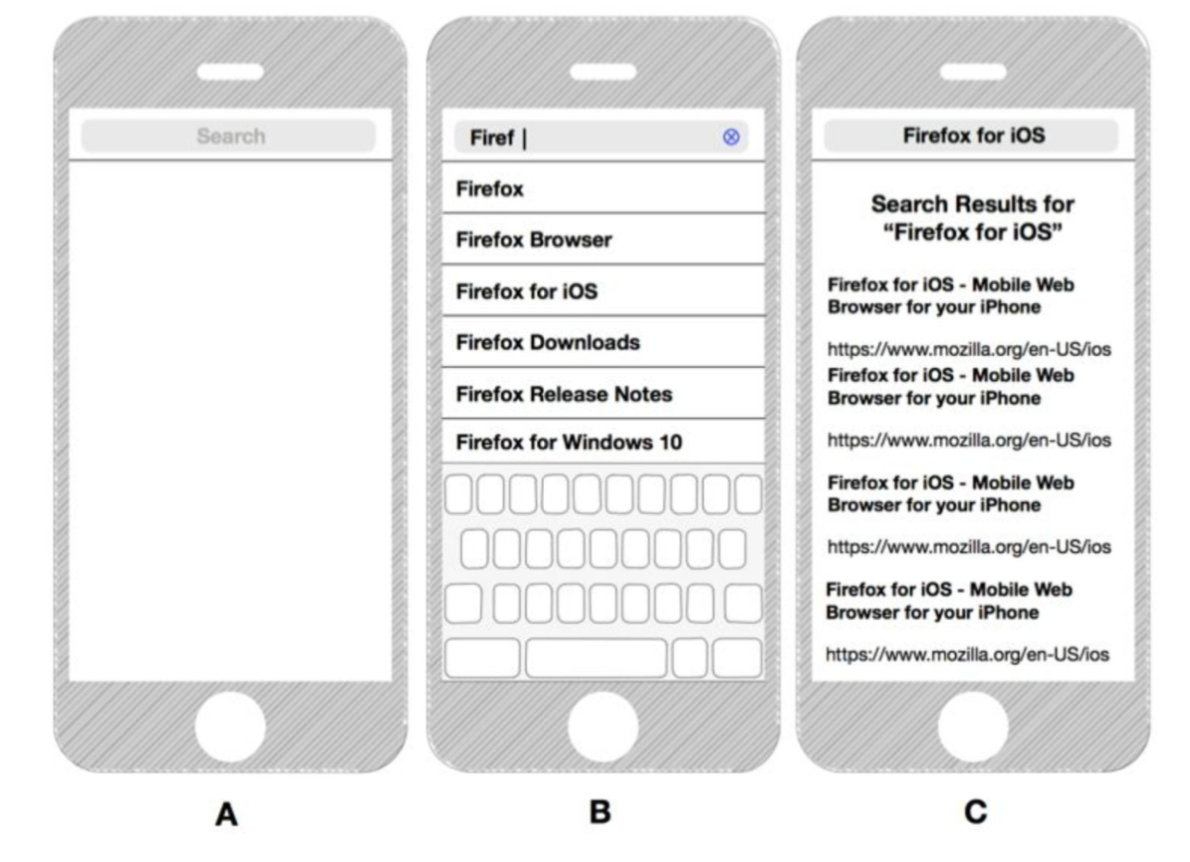 Search
Firef |
Firefox
Firefox Browser
Firefox for iOS
Firefox Downloads
Firefox Release Notes
Firefox for Windows 10
Firefox for iOS
Search Results for
“Firefox for iOS”
Firefox for iOS - Mobile Web
Browser for your iPhone
https://www.mozilla.org/en-US/ios
Firefox for iOS - Mobile Web
Browser for your iPhone
https://www.mozilla.org/en-US/ios
Firefox for iOS - Mobile Web
Browser for your iPhone
https://www.mozilla.org/en-US/ios
Firefox for iOS - Mobile Web
Browser for your iPhone
https://www.mozilla.org/en-US/ios
A
B
C